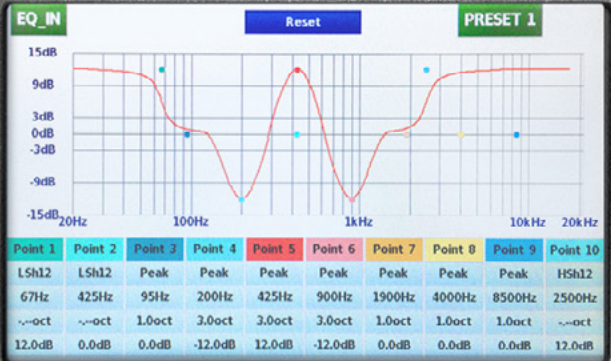 EQ_IN
Reset
PRESET 1
15dB
9dB
3dB
0dB
-3dB
-9dB
-15dB
20Hz 100Hz 1kHz 10kHz 20kHz
Point 1 Point 2 Point 3 Point 4 Point 5 Point 6 Point 7 Point 8 Point 9 Point 10
LSh12 LSh12 Peak Peak Peak Peak Peak Peak Peak HSh12
67Hz 425Hz 95Hz 200Hz 425Hz 900Hz 1900Hz 4000Hz 8500Hz 2500Hz
-.--oct -.--oct 1.0oct 3.0oct 3.0oct 3.0oct 1.0oct 1.0oct 1.0oct -.--oct
12.0dB 0.0dB 0.0dB -12.0dB 12.0dB -12.0dB 0.0dB 0.0dB 0.0dB 12.0dB